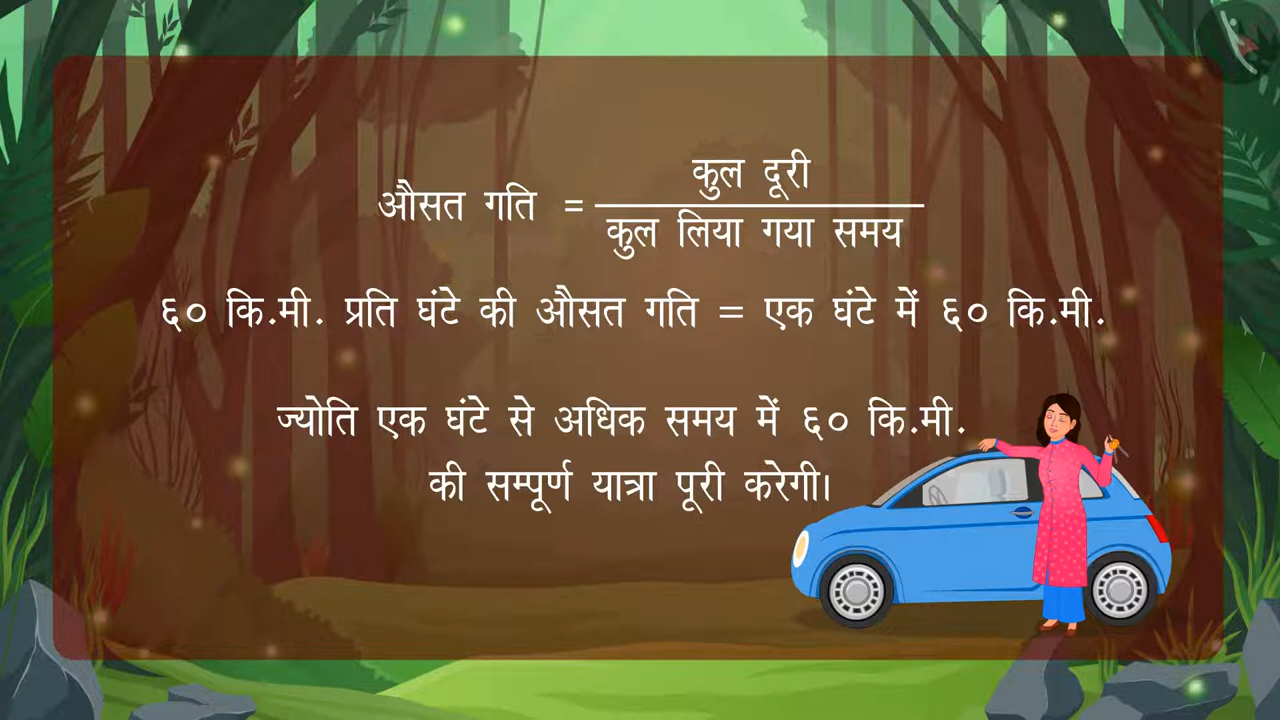 औसत गति = कुल दूरी / कुल लिया गया समय
६० कि.मी. प्रति घंटे की औसत गति = एक घंटे में ६० कि.मी.
ज्योति एक घंटे से अधिक समय में ६० कि.मी.
की सम्पूर्ण यात्रा पूरी करेगी।